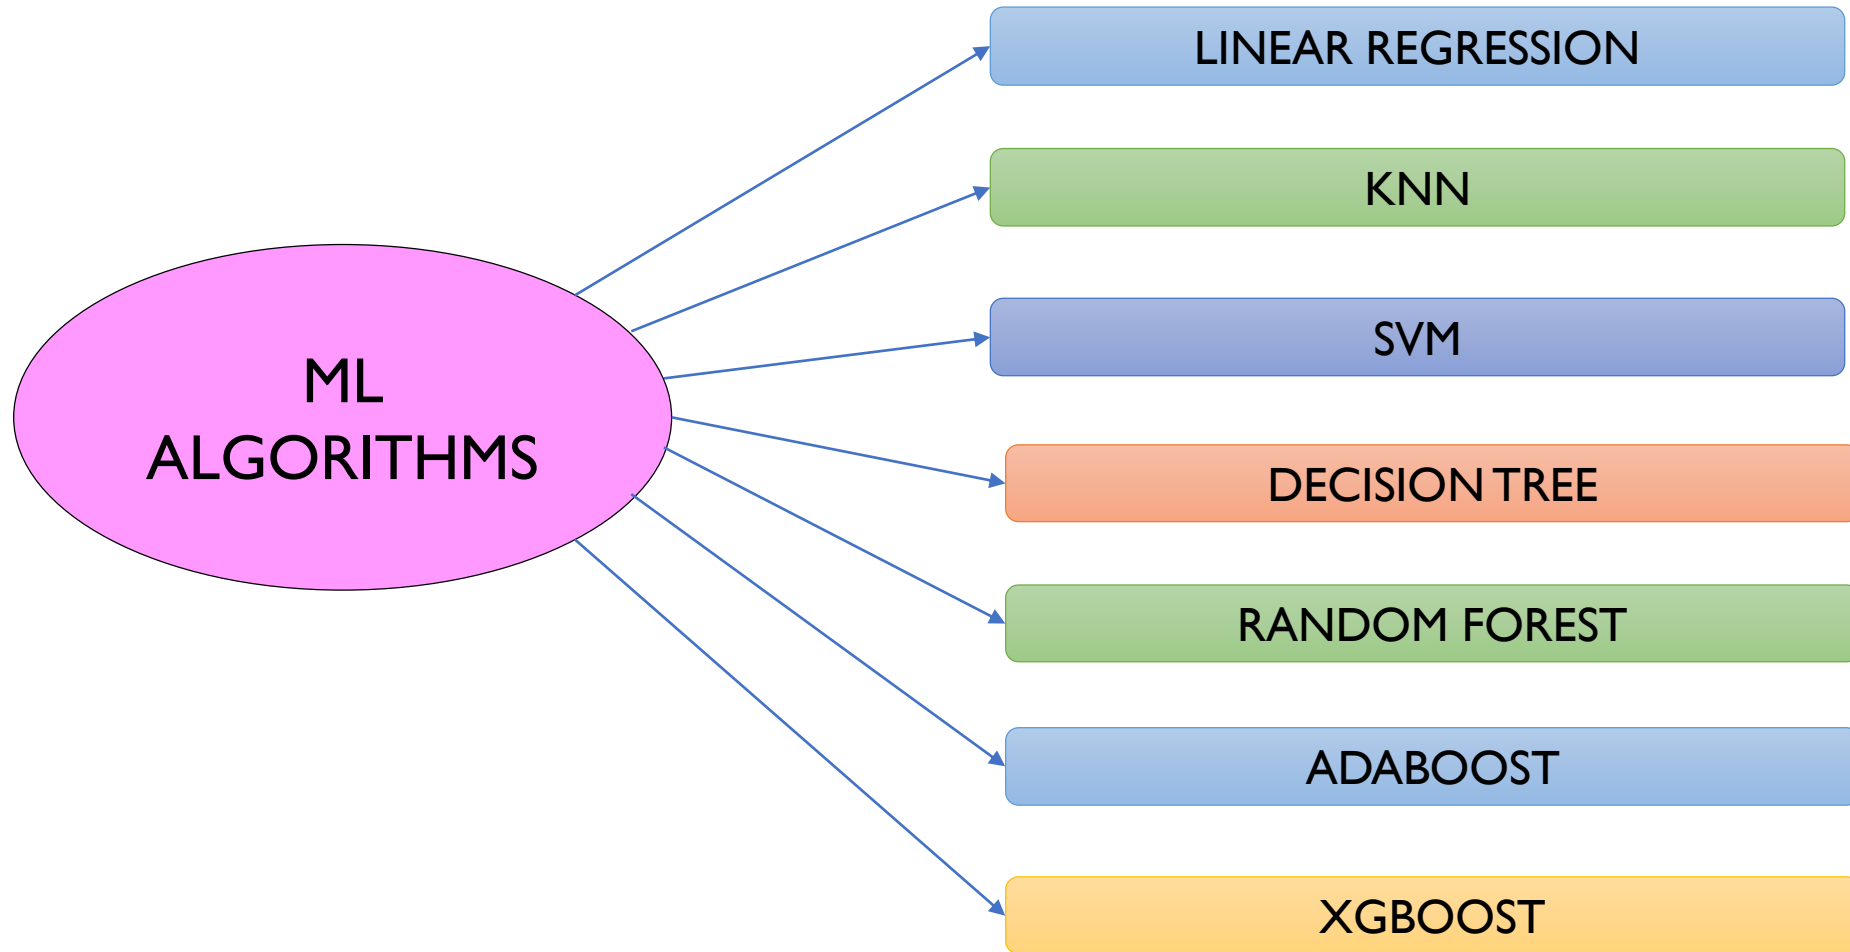 LINEAR REGRESSION
KNN
SVM
ML
ALGORITHMS
DECISION TREE
RANDOM FOREST
ADABOOST
XGBOOST